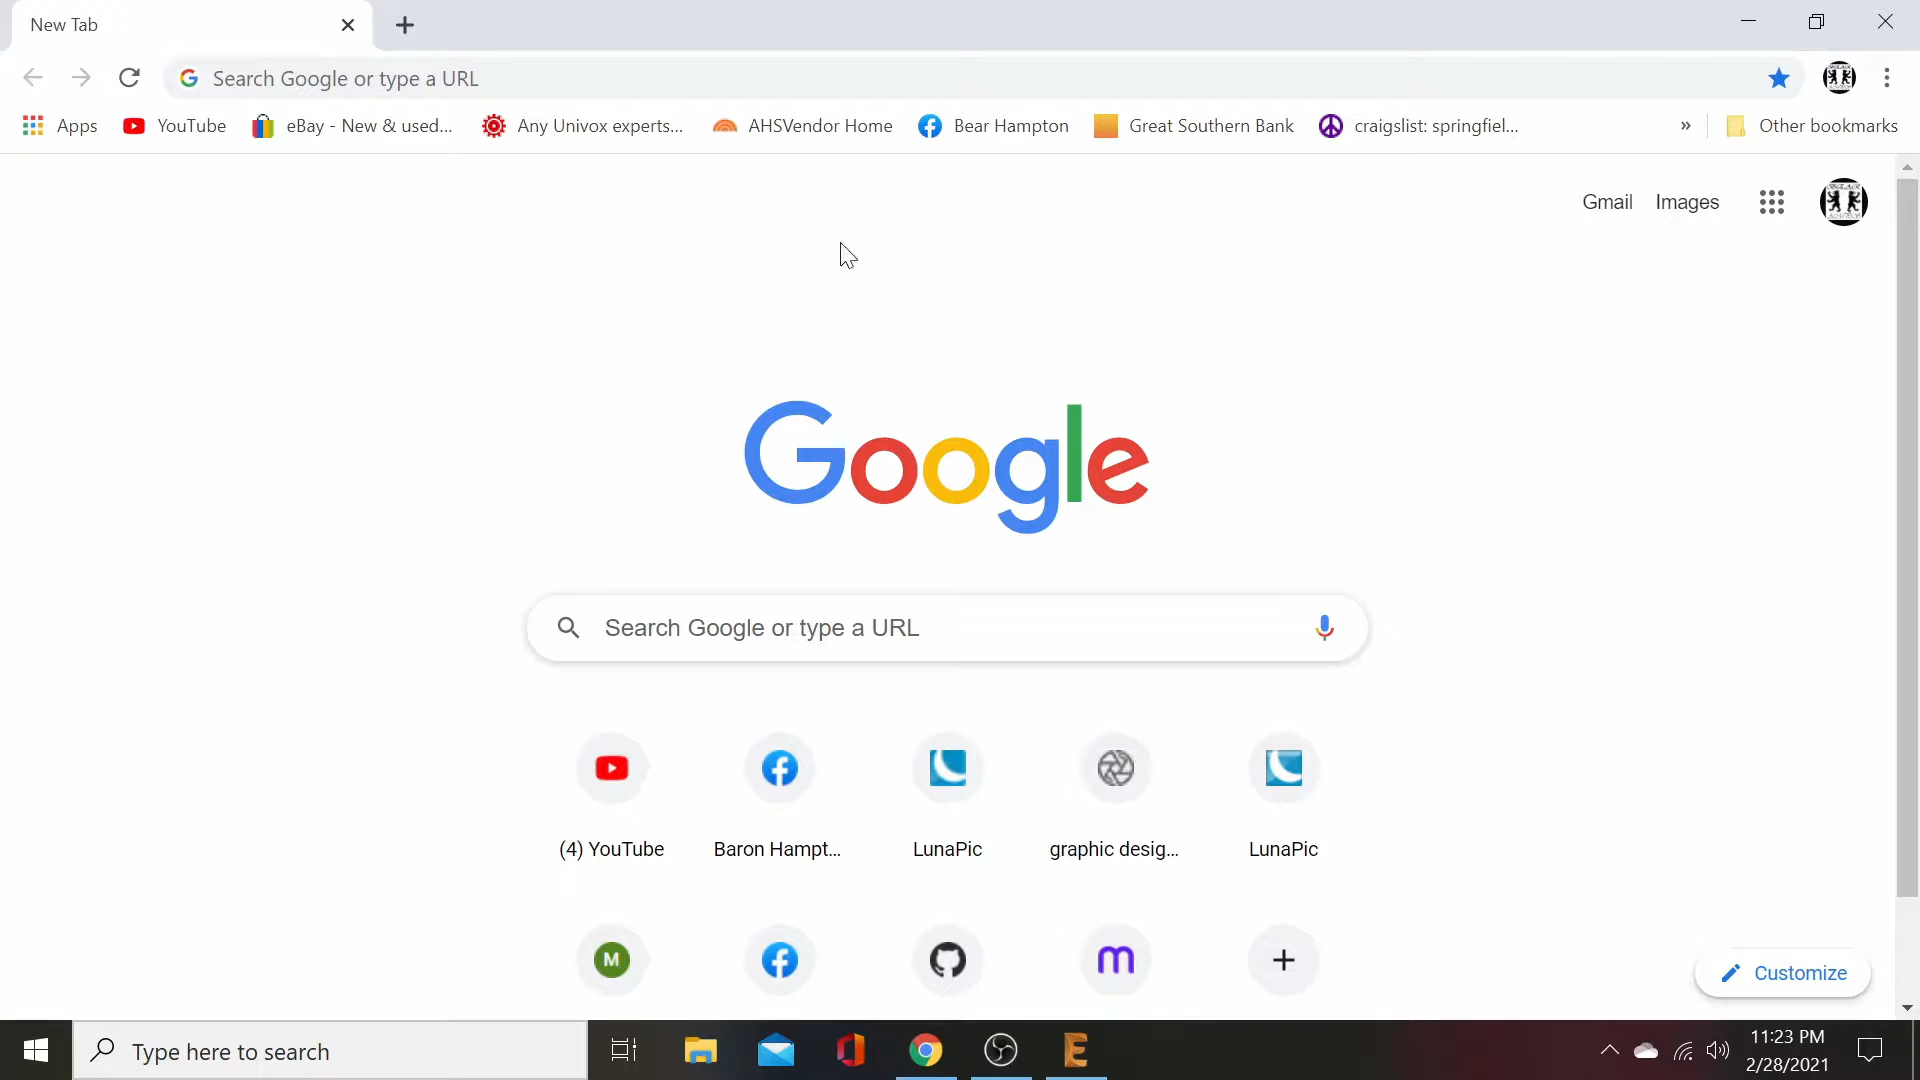 New Tab
Search Google or type a URL
Apps YouTube eBay - New & used... Any Univox experts... AHSVendor Home Bear Hampton Great Southern Bank craigslist: springfiel... » Other bookmarks
Gmail Images
Google
Search Google or type a URL
(4) YouTube Baron Hampt... LunaPic graphic desig... LunaPic
M
Customize
Type here to search
11:23 PM
2/28/2021